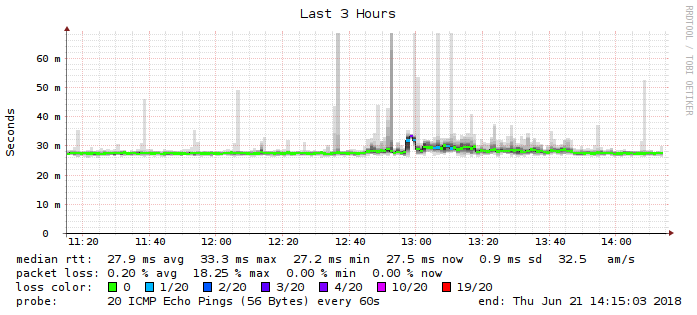 Last 3 Hours
RRDTOOL / TOBI OETIKER
Seconds
60 m
50 m
40 m
30 m
20 m
10 m
0
11:20 11:40 12:00 12:20 12:40 13:00 13:20 13:40 14:00
median rtt: 27.9 ms avg 33.3 ms max 27.2 ms min 27.5 ms now 0.9 ms sd 32.5 am/s
packet loss: 0.20 % avg 18.25 % max 0.00 % min 0.00 % now
loss color: 0 1/20 2/20 3/20 4/20 10/20 19/20
probe: 20 ICMP Echo Pings (56 Bytes) every 60s end: Thu Jun 21 14:15:03 2018